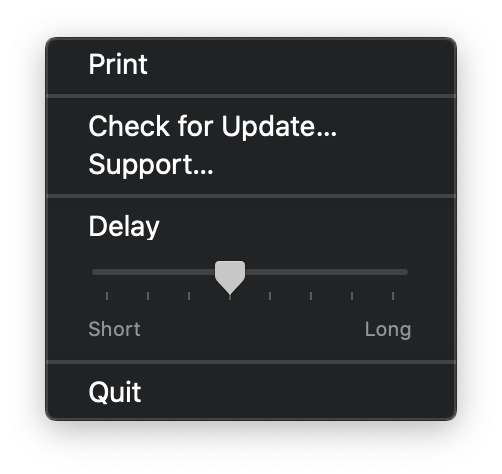 Print
Check for Update...
Support...
Delay
Short Long
Quit